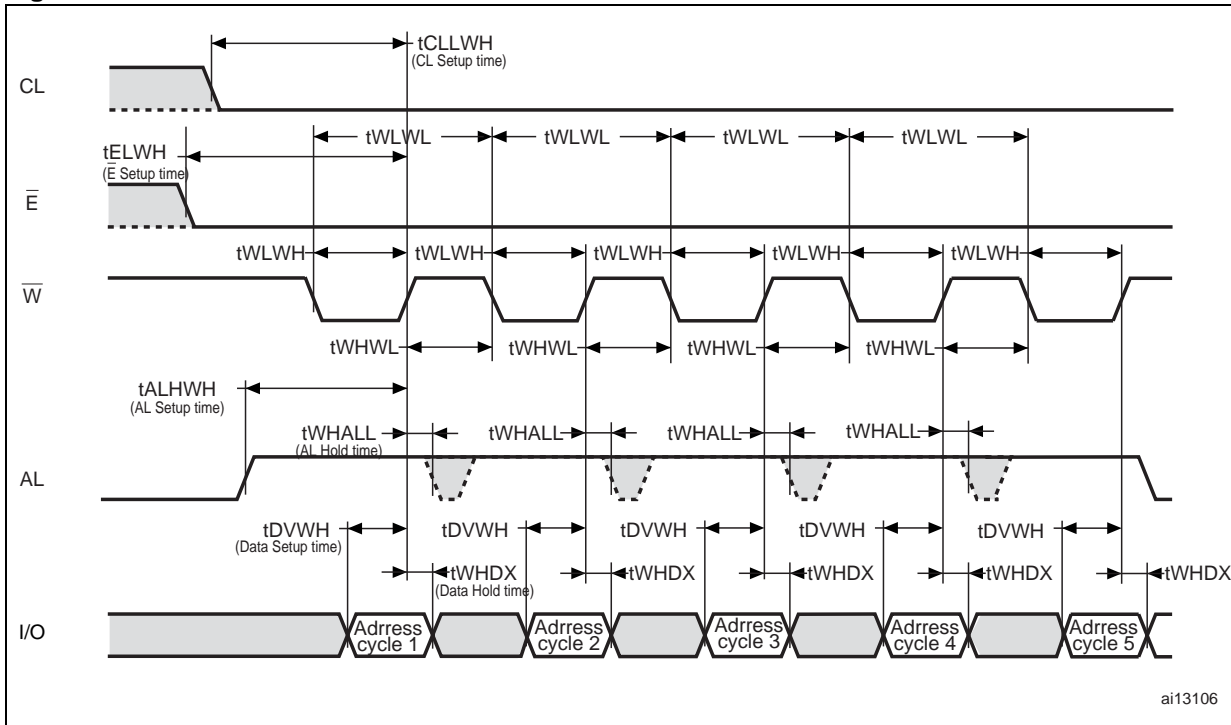 tCLLWH
(CL Setup time)
CL
tWLWL tWLWL tWLWL tWLWL
tELWH
(E Setup time)
E
tWLWH tWLWH tWLWH tWLWH tWLWH
W
tWHWL tWHWL tWHWL tWHWL
tALHWH
(AL Setup time)
tWHALL tWHALL tWHALL tWHALL
(AL Hold time)
AL
tDVWH tDVWH tDVWH tDVWH tDVWH
(Data Setup time)
tWHDX tWHDX tWHDX tWHDX tWHDX
(Data Hold time)
I/O
Adrress Adrress Adrress Adrress Adrress
cycle 1 cycle 2 cycle 3 cycle 4 cycle 5
ai13106